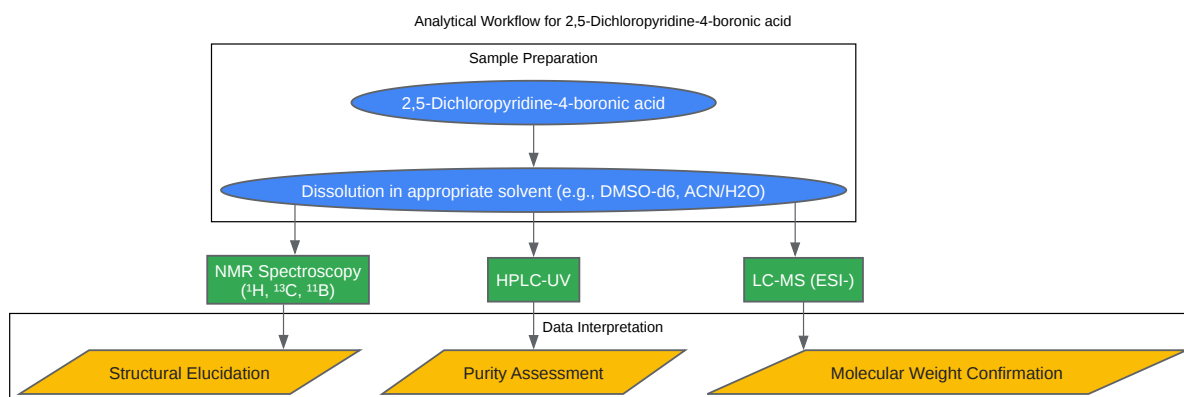 Analytical Workflow for 2,5-Dichloropyridine-4-boronic acid
Sample Preparation
2,5-Dichloropyridine-4-boronic acid
Dissolution in appropriate solvent (e.g., DMSO-d6, ACN/H2O)
NMR Spectroscopy
(¹H, ¹³C, ¹¹B)
HPLC-UV
LC-MS (ESI-)
Data Interpretation
Structural Elucidation
Purity Assessment
Molecular Weight Confirmation